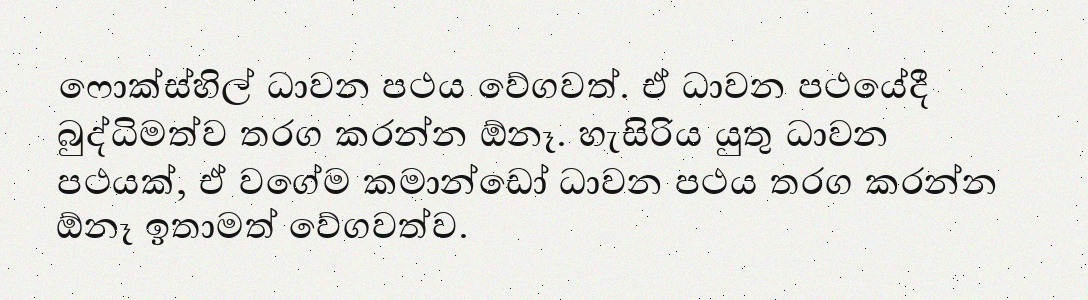 ෆොක්ස්හිල් ධාවන පථය වේගවත්. ඒ ධාවන පථයේදී
බුද්ධිමත්ව තරග කරන්න ඕනෑ. හැසිරිය යුතු ධාවන
පථයක්, ඒ වගේම කමාන්ඩෝ ධාවන පථය තරග කරන්න
ඕනෑ ඉතාමත් වේගවත්ව.